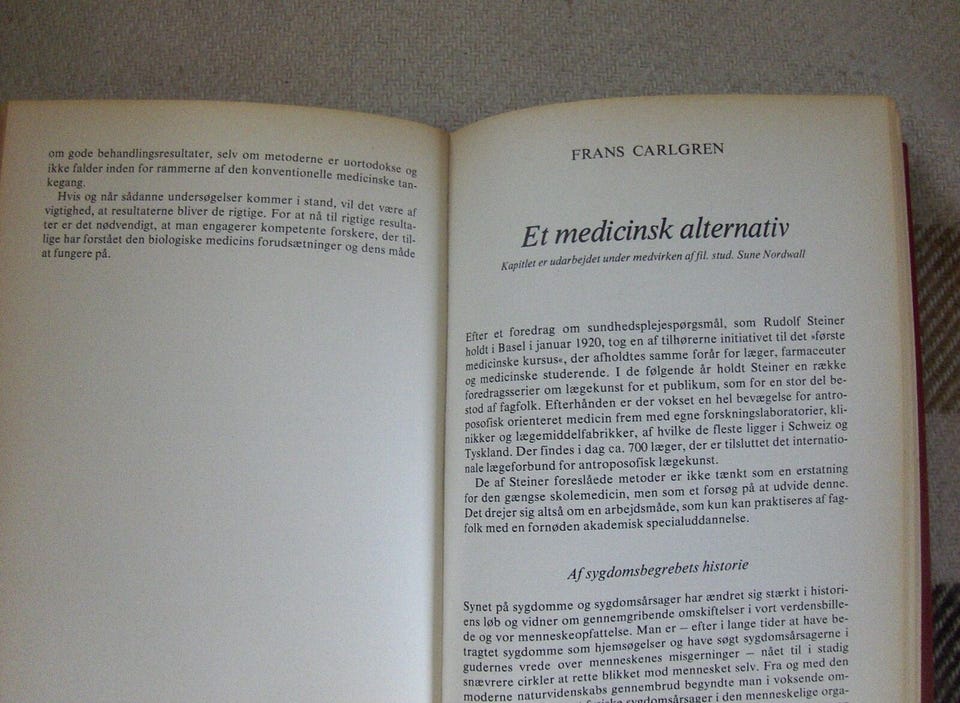 om gode behandlingsresultater, selv om metoderne er uortodokse og
ikke falder inden for rammerne af den konventionelle medicinske tan-
kegang.
Hvis og når sådanne undersøgelser kommer i stand, vil det være af
vigtighed, at resultaterne bliver de rigtige. For at nå til rigtige resulta-
ter er det nødvendigt, at man engagerer kompetente forskere, der til-
lige har forstået den biologiske medicins forudsætninger og dens måde
at fungere på.
FRANS CARLGREN
Et medicinsk alternativ
Kapitlet er udarbejdet under medvirken af fil. stud. Sune Nordwall
Efter et foredrag om sundhedsplejespørgsmål, som Rudolf Steiner
holdt i Basel i januar 1920, tog en af tilhørerne initiativet til det »første
medicinske kursus«, der afholdtes samme forår for læger, farmaceuter
og medicinske studerende. I de følgende år holdt Steiner en række
foredragsserier om lægekunst for et publikum, som for en stor del be-
stod af fagfolk. Efterhånden er der vokset en hel bevægelse for antro-
posofisk orienteret medicin frem med egne forskningslaboratorier, kli-
nikker og lægemiddelfabrikker, af hvilke de fleste ligger i Schweiz og
Tyskland. Der findes i dag ca. 700 læger, der er tilsluttet det internatio-
nale lægeforbund for antroposofisk lægekunst.
De af Steiner foreslåede metoder er ikke tænkt som en erstatning
for den gængse skolemedicin, men som et forsøg på at udvide denne.
Det drejer sig altså om en arbejdsmåde, som kun kan praktiseres af fag-
folk med en fornøden akademisk specialuddannelse.
Af sygdomsbegrebets historie
Synet på sygdomme og sygdomsårsager har ændret sig stærkt i histori-
ens løb og vidner om gennemgribende omskiftelser i vort verdensbille-
de og vor menneskeopfattelse. Man er – efter i lange tider at have be-
tragtet sygdomme som hjemsøgelser og have søgt sygdomsårsagerne i
gudernes vrede over menneskenes misgerninger – nået til i stadig
snævrere cirkler at rette blikket mod mennesket selv. Fra og med den
moderne naturvidenskabs gennembrud begyndte man i voksende om-
sygdomsårsager i den menneskelige orga-